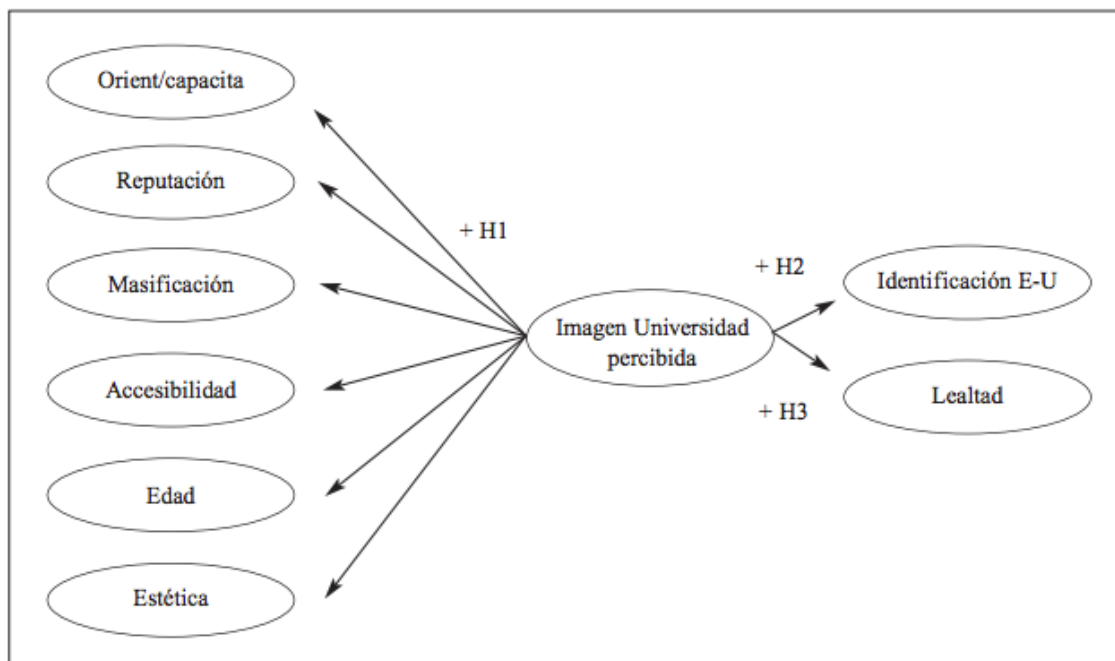 Orient/capacita
Reputación
+ H1
Masificación
Accesibilidad
Edad
Estética
Imagen Universidad
percibida
+ H2
Identificación E-U
+ H3
Lealtad